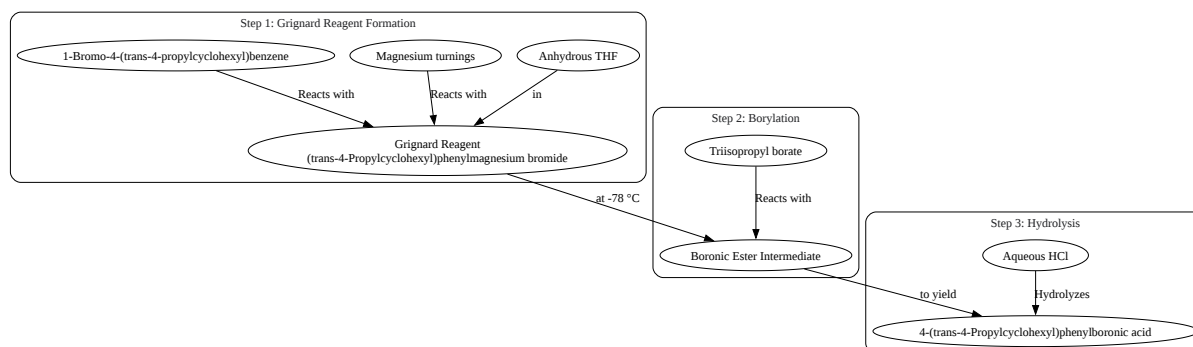 Step 1: Grignard Reagent Formation
1-Bromo-4-(trans-4-propylcyclohexyl)benzene
Magnesium turnings
Anhydrous THF
Reacts with
Reacts with
in
Grignard Reagent
(trans-4-Propylcyclohexyl)phenylmagnesium bromide
at -78 °C
Step 2: Borylation
Triisopropyl borate
Reacts with
Boronic Ester Intermediate
to yield
Step 3: Hydrolysis
Aqueous HCl
Hydrolyzes
4-(trans-4-Propylcyclohexyl)phenylboronic acid